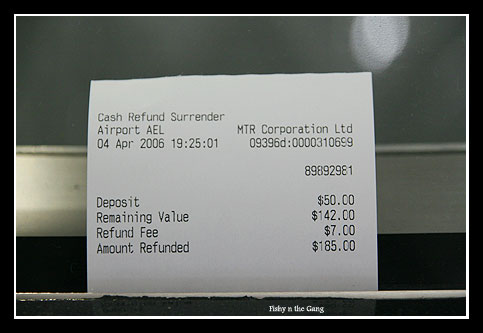 Cash Refund Surrender
Airport AEL MTR Corporation Ltd
04 Apr 2006 19:25:01 09396d:0000310699
89892981
Deposit $50.00
Remaining Value $142.00
Refund Fee $7.00
Amount Refunded $185.00
Fishy n the Gang